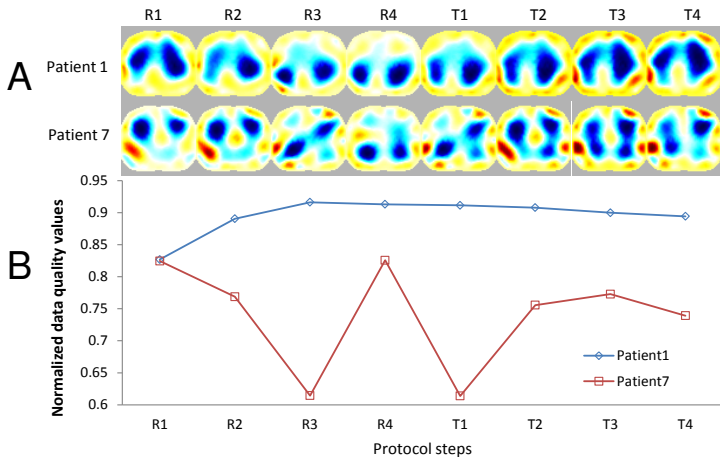 R1 R2 R3 R4 T1 T2 T3 T4
A
Patient 1
Patient 7
B
Normalized data quality values
0.95
0.9
0.85
0.8
0.75
0.7
0.65
0.6
Patient1
Patient7
R1 R2 R3 R4 T1 T2 T3 T4
Protocol steps